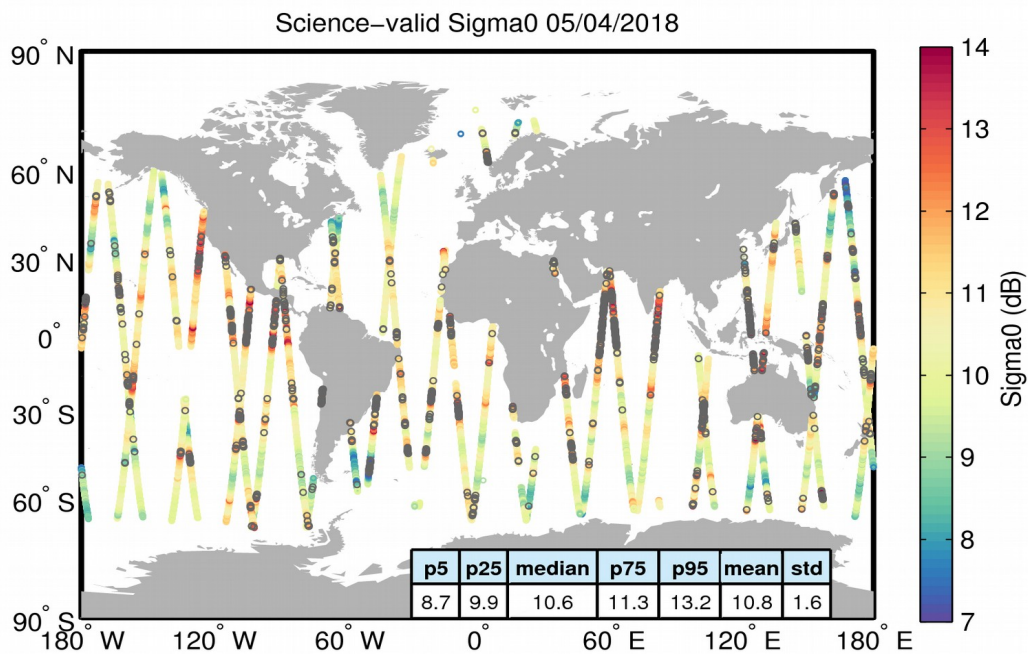 Science−valid Sigma0 05/04/2018
90° N
60° N
30° N
0°
30° S
60° S
90° S
180° W
120° W
60° W
0°
60° E
120° E
180° E
14
13
12
11
10
9
8
7
Sigma0 (dB)
p5 p25 median p75 p95 mean std
8.7 9.9 10.6 11.3 13.2 10.8 1.6